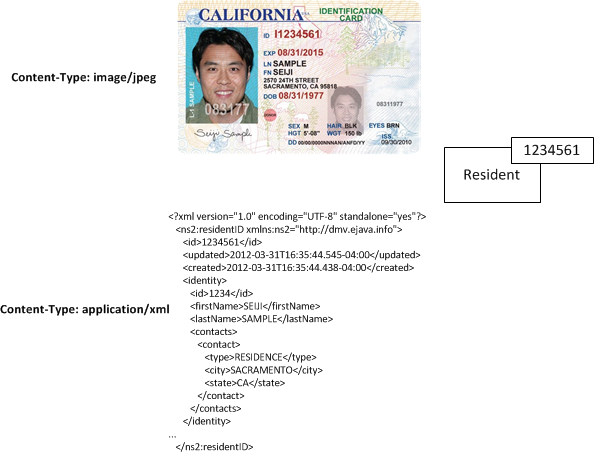 CALIFORNIA
IDENTIFICATION
CARD
Content-Type: image/jpeg
ID I1234561
EXP 08/31/2015
LN SAMPLE
FN SEIJI
2570 24TH STREET
SACRAMENTO, CA 95818
DOB 08/31/1977
083177
08311977
SEX M HAIR BLK EYES BRN
HGT 5'-08" WGT 150 lb
ISS
DD 00/00/0000NNNAN/ANFD/YY 09/30/2010
Seiji Sample
1234561
Resident
<?xml version="1.0" encoding="UTF-8" standalone="yes"?>
<ns2:residentID xmlns:ns2="http://dmv.ejava.info">
<id>1234561</id>
<updated>2012-03-31T16:35:44.545-04:00</updated>
<created>2012-03-31T16:35:44.438-04:00</created>
<identity>
<id>1234</id>
Content-Type: application/xml
<firstName>SEIJI</firstName>
<lastName>SAMPLE</lastName>
<contacts>
<contact>
<type>RESIDENCE</type>
<city>SACRAMENTO</city>
<state>CA</state>
</contact>
</contacts>
</identity>
...
</ns2:residentID>